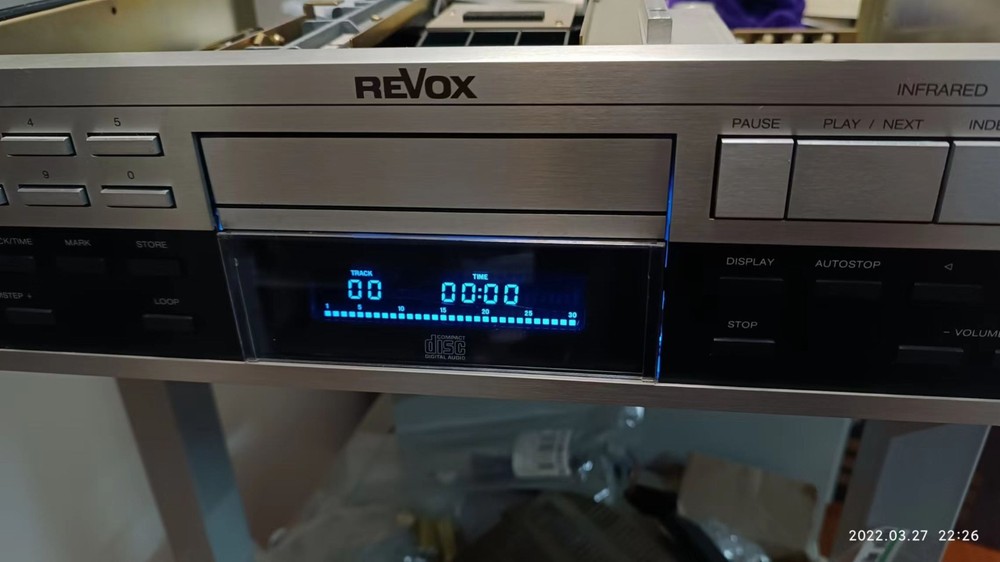 REVOX
INFRARED
4 5
9 0
PAUSE PLAY / NEXT
MARK STORE
LOOP
TRACK TIME
00 00:00
1 5 10 15 20 25 30
COMPACT
disc
DIGITAL AUDIO
DISPLAY AUTOSTOP ◁
STOP
2022.03.27 22:26